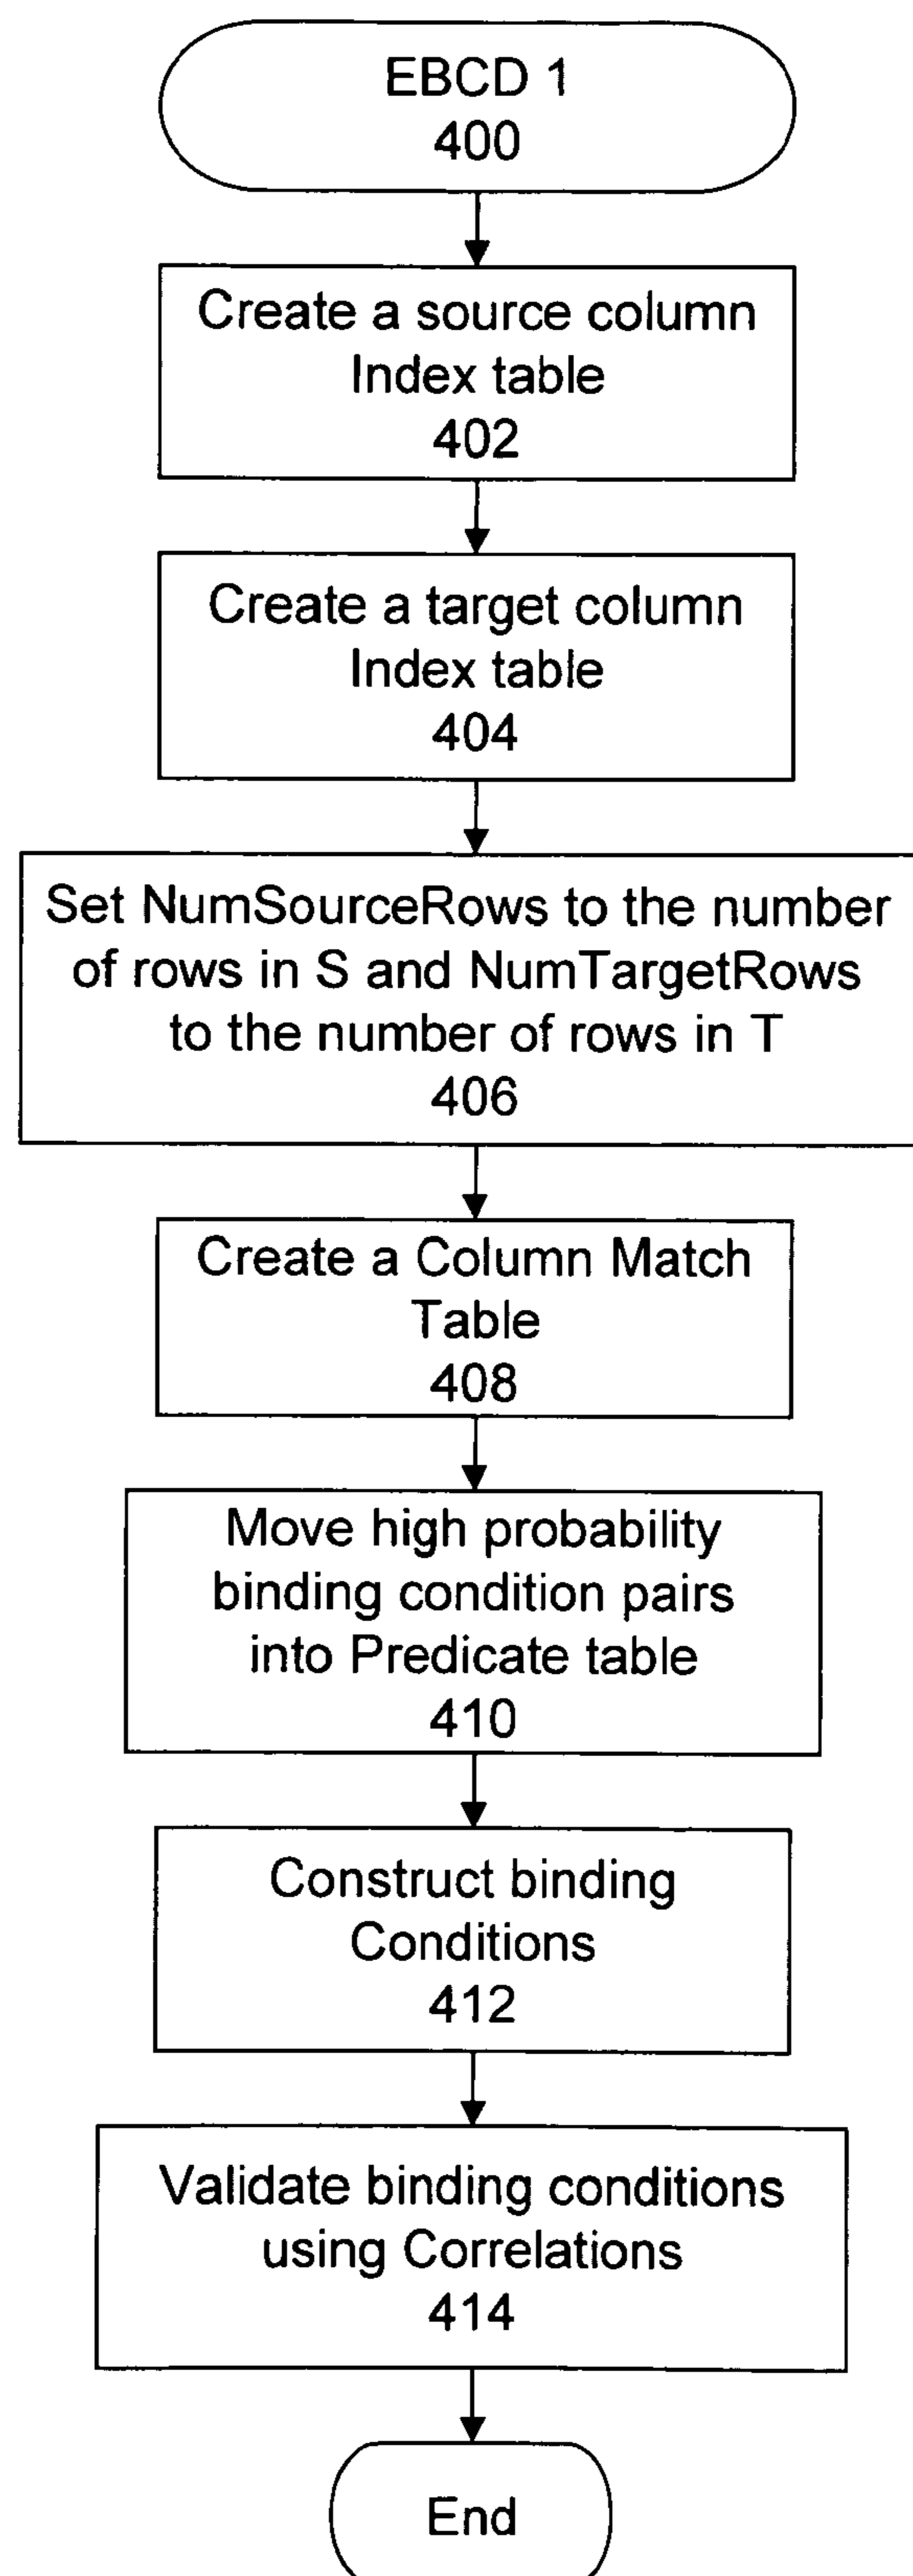 EBCD 1
400
Create a source column
Index table
402
Create a target column
Index table
404
Set NumSourceRows to the number
of rows in S and NumTargetRows
to the number of rows in T
406
Create a Column Match
Table
408
Move high probability
binding condition pairs
into Predicate table
410
Construct binding
Conditions
412
Validate binding conditions
using Correlations
414
End